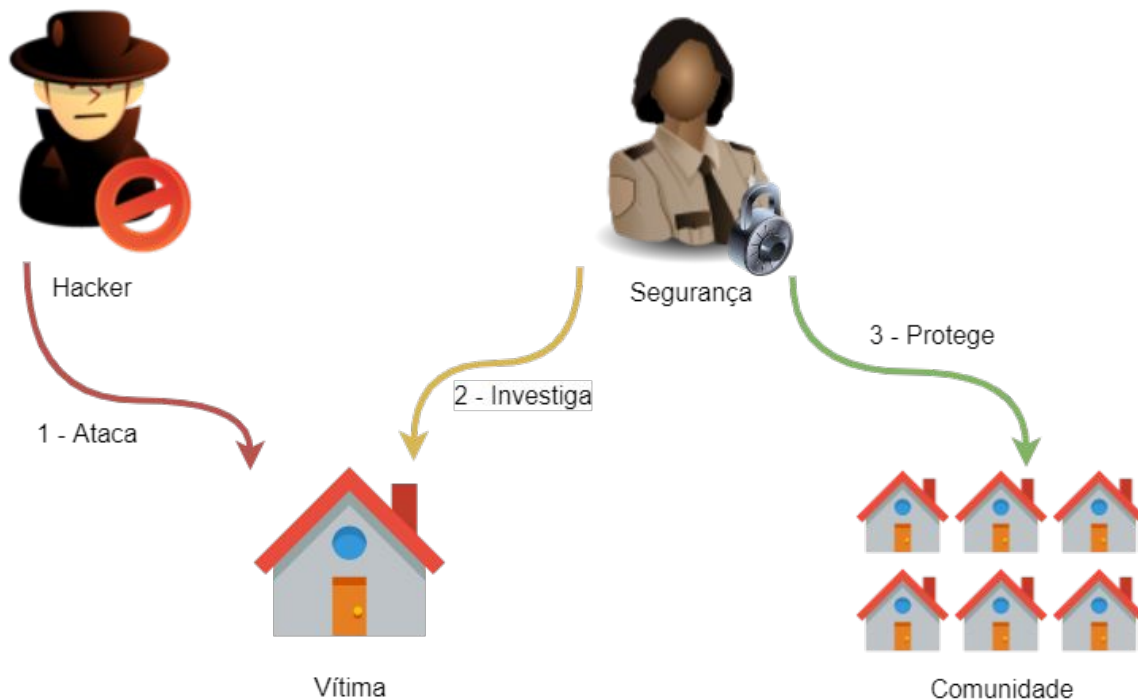 Hacker
Segurança
3 - Protege
2 - Investiga
1 - Ataca
Vítima
Comunidade